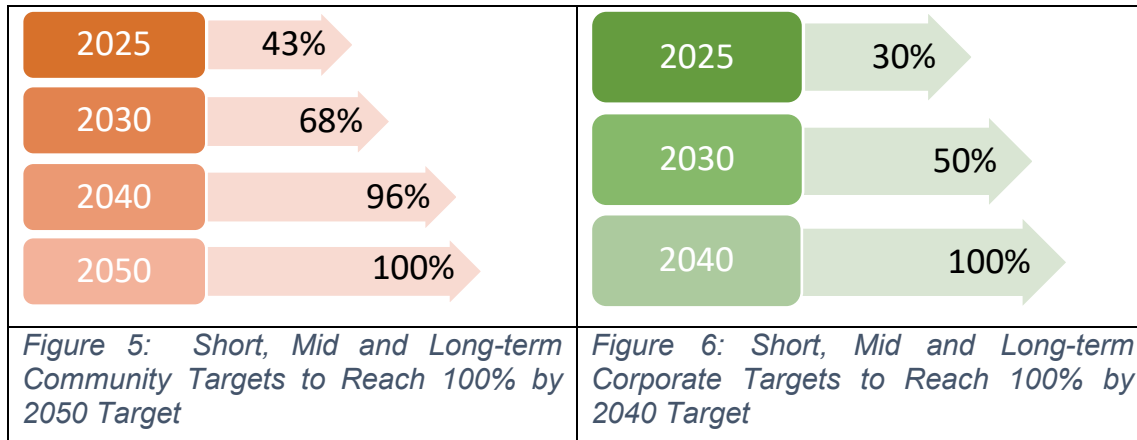 2025 43%
2030 68%
2040 96%
2050 100%
Figure 5: Short, Mid and Long-term
Community Targets to Reach 100% by
2050 Target
2025 30%
2030 50%
2040 100%
Figure 6: Short, Mid and Long-term
Corporate Targets to Reach 100% by
2040 Target